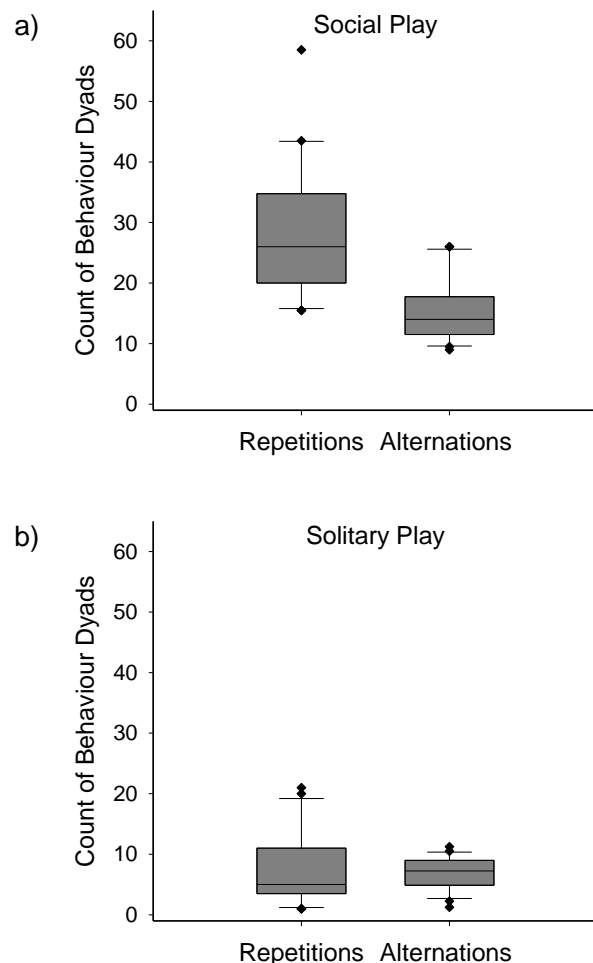 a)
Social Play
Count of Behaviour Dyads
60
50
40
30
20
10
0
Repetitions Alternations
b)
Solitary Play
Count of Behaviour Dyads
60
50
40
30
20
10
0
Repetitions Alternations